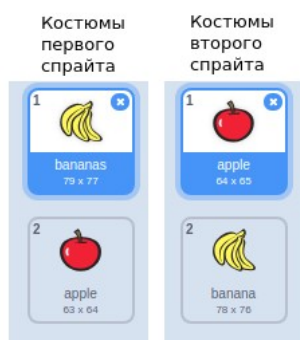 Костюмы
первого
спрайта
1
bananas
79 x 77
2
apple
63 x 64
Костюмы
второго
спрайта
1
apple
64 x 65
2
banana
78 x 76